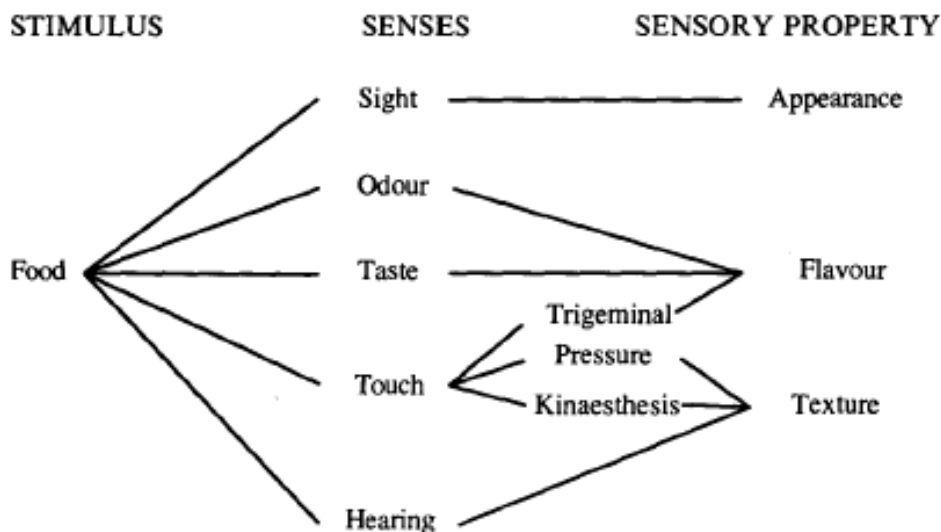 STIMULUS SENSES SENSORY PROPERTY
Sight Appearance
Odour
Food Taste Flavour
Trigeminal
Pressure
Touch
Kinaesthesis Texture
Hearing